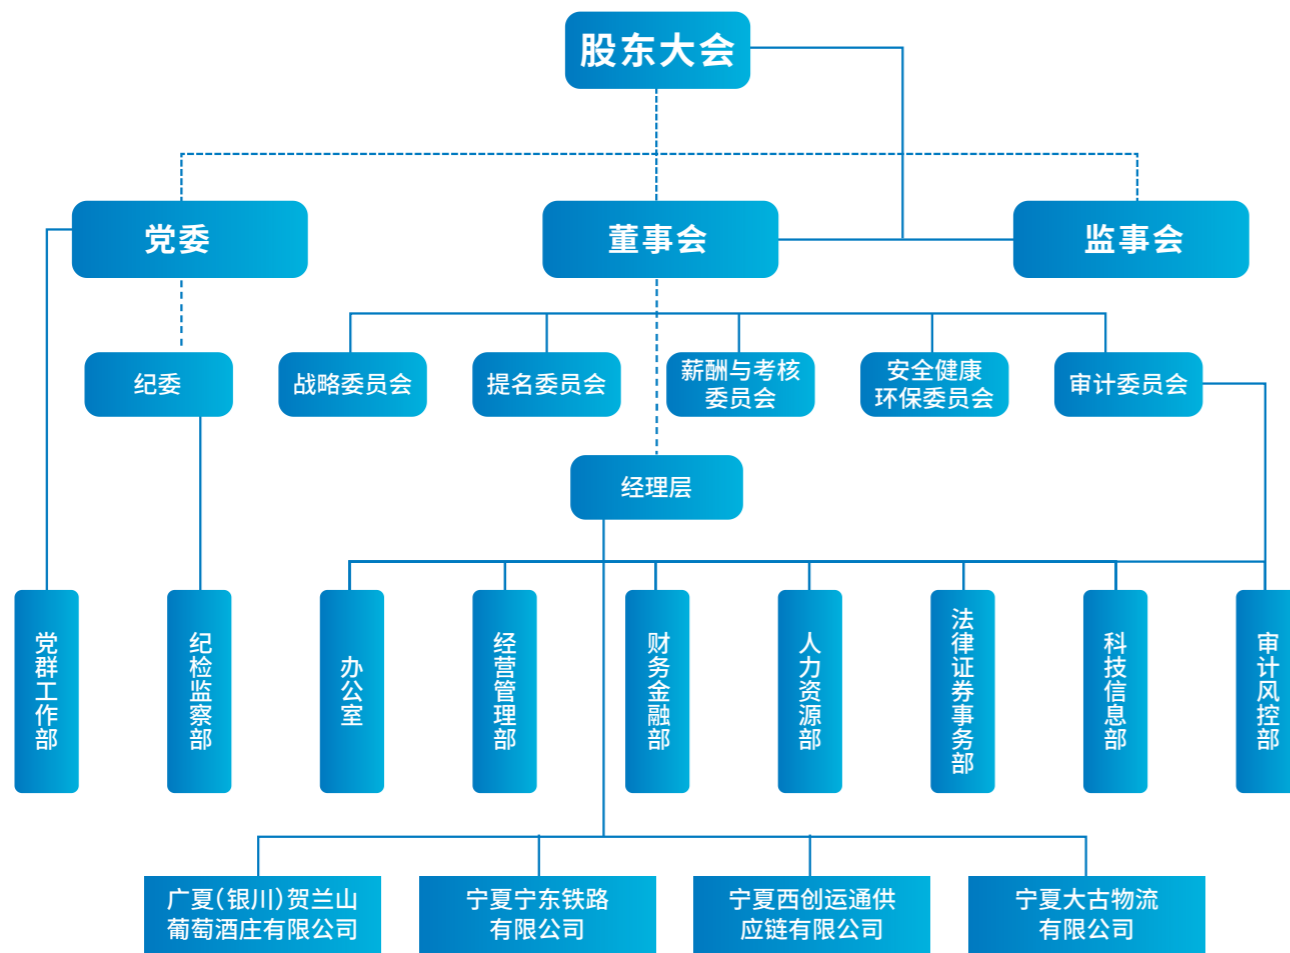 股东大会
党委
董事会
监事会
纪委
战略委员会
提名委员会
薪酬与考核
委员会
安全健康
环保委员会
审计委员会
经理层
党群工作部
纪检监察部
办公室
经营管理部
财务金融部
人力资源部
法律证券事务部
科技信息部
审计风控部
广夏(银川)贺兰山
葡萄酒庄有限公司
宁夏宁东铁路
有限公司
宁夏西创运通供
应链有限公司
宁夏大古物流
有限公司